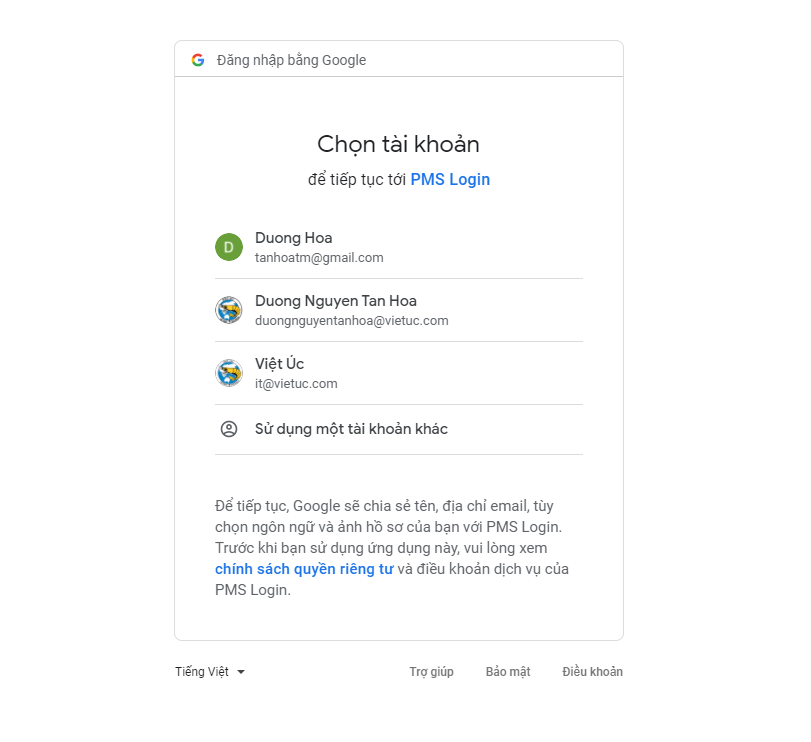 Đăng nhập bằng Google
Chọn tài khoản
để tiếp tục tới PMS Login
D
Duong Hoa
tanhoatm@gmail.com
Duong Nguyen Tan Hoa
duongnguyentanhoa@vietuc.com
Việt Úc
it@vietuc.com
Sử dụng một tài khoản khác
Để tiếp tục, Google sẽ chia sẻ tên, địa chỉ email, tùy
chọn ngôn ngữ và ảnh hồ sơ của bạn với PMS Login.
Trước khi bạn sử dụng ứng dụng này, vui lòng xem
chính sách quyền riêng tư và điều khoản dịch vụ của
PMS Login.
Tiếng Việt
Trợ giúp
Bảo mật
Điều khoản